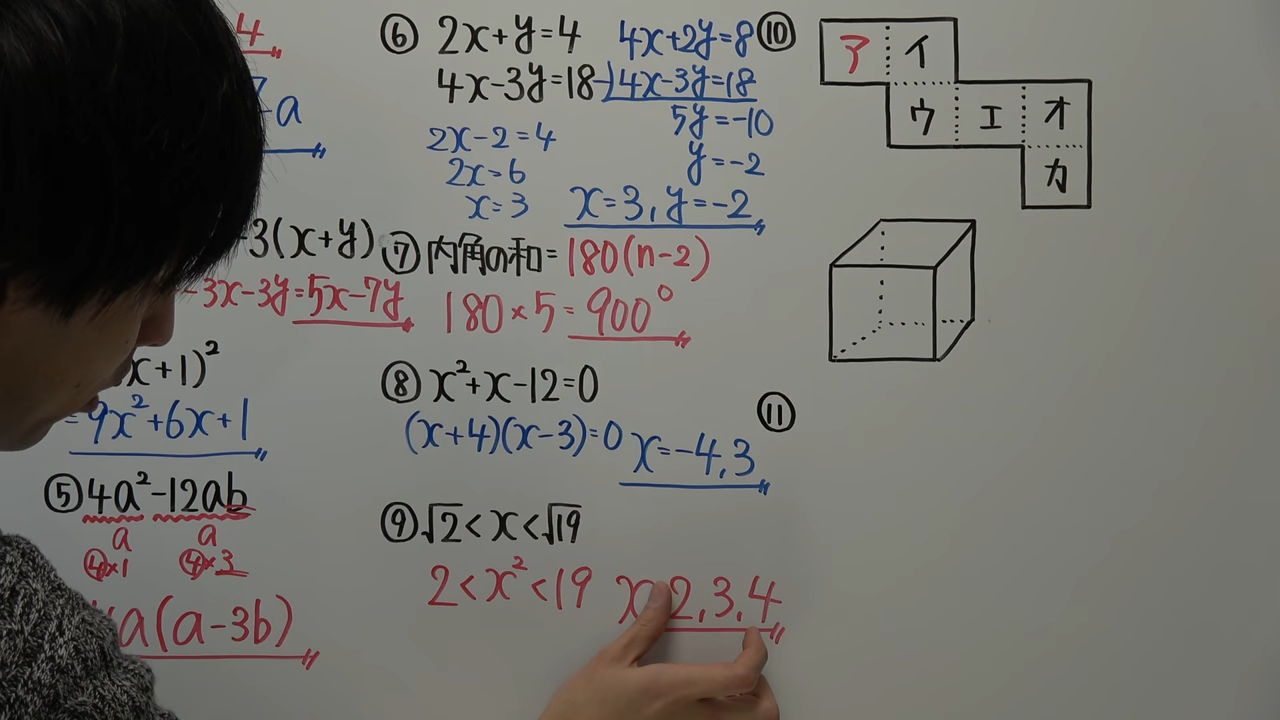 4
-a
-3(x+y)
-3x-3y=5x-7y
x+1)²
=9x²+6x+1
⑤ 4a²-12ab
a a
④×1 ④×3
a(a-3b)
⑥ 2x+y=4
4x-3y=18
4x+2y=8
-)4x-3y=18
5y=-10
y=-2
2x-2=4
2x=6
x=3
x=3, y=-2
⑦ 内角の和=180(n-2)
180×5=900°
⑧ x²+x-12=0
(x+4)(x-3)=0
x=-4,3
⑨ √2<x<√19
2<x²<19
x 2,3,4
⑩
ア イ
ウ エ オ
カ
⑪